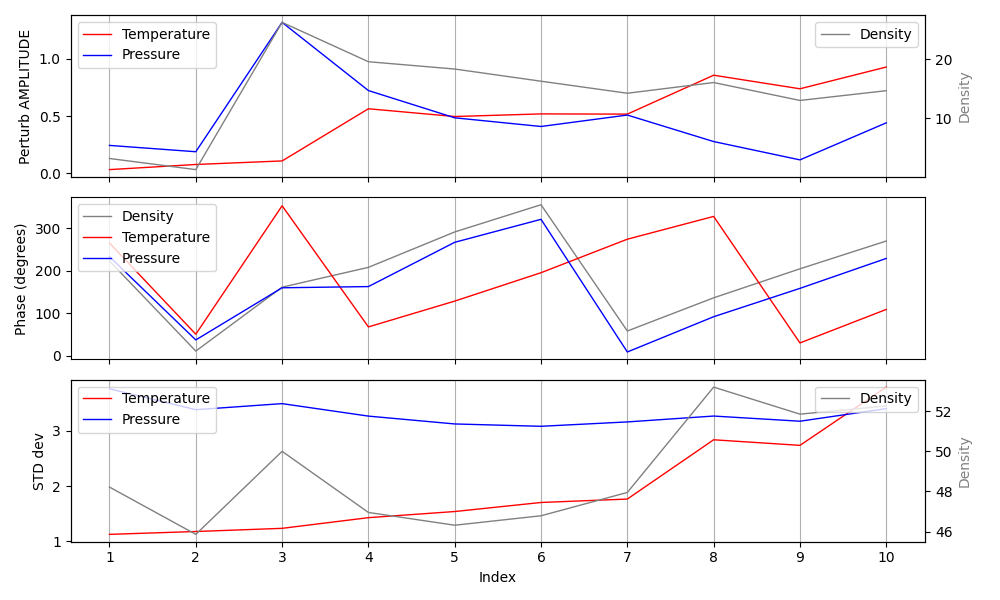 Temperature
Pressure
Density
Perturb AMPLITUDE
1.0
0.5
0.0
20
10
Density
Density
Temperature
Pressure
Phase (degrees)
300
200
100
0
Temperature
Pressure
Density
STD dev
3
2
1
52
50
48
46
Density
1 2 3 4 5 6 7 8 9 10
Index